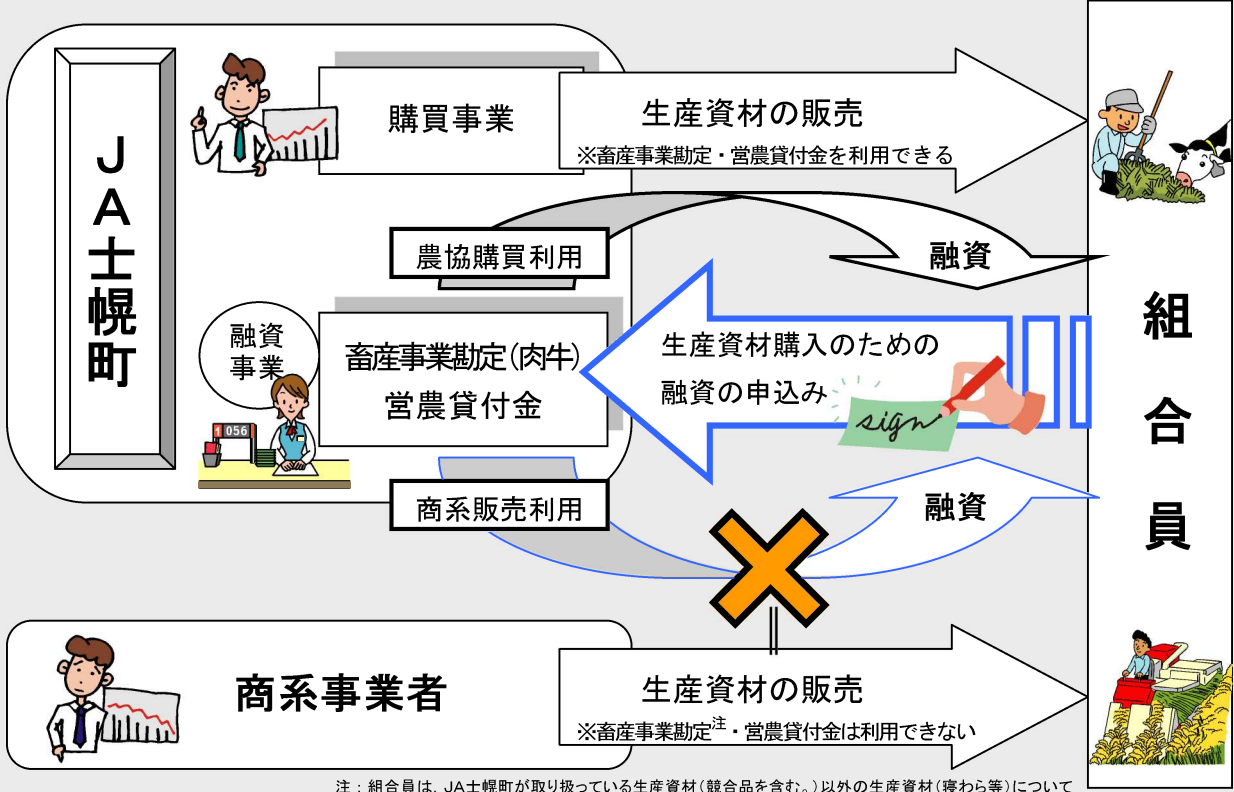 JA士幌町
購買事業
生産資材の販売
※畜産事業勘定・営農貸付金を利用できる
農協購買利用
融資
融資
事業
1 056
畜産事業勘定(肉牛)
営農貸付金
生産資材購入のための
融資の申込み
sign
商系販売利用
融資
組合員
商系事業者
生産資材の販売
※畜産事業勘定注・営農貸付金は利用できない
注:組合員は、JA士幌町が取り扱っている生産資材(競合品を含む。)以外の生産資材(寝わら等)について